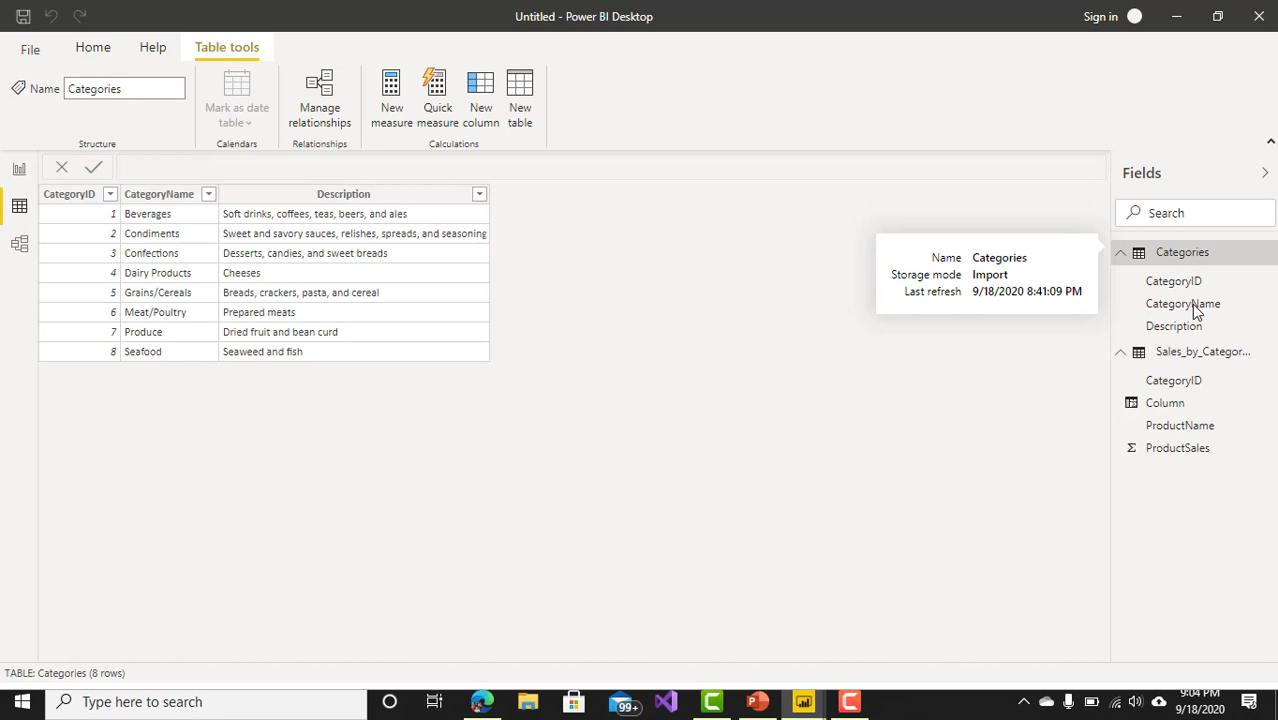 Untitled - Power BI Desktop
Sign in
File
Home
Help
Table tools
Name
Categories
Mark as date
table
Manage
relationships
New
measure
Quick
measure
New
column
New
table
Structure
Calendars
Relationships
Calculations
CategoryID
CategoryName
Description
1 Beverages Soft drinks, coffees, teas, beers, and ales
2 Condiments Sweet and savory sauces, relishes, spreads, and seasoning
3 Confections Desserts, candies, and sweet breads
4 Dairy Products Cheeses
5 Grains/Cereals Breads, crackers, pasta, and cereal
6 Meat/Poultry Prepared meats
7 Produce Dried fruit and bean curd
8 Seafood Seaweed and fish
Name Categories
Storage mode Import
Last refresh 9/18/2020 8:41:09 PM
Fields
Search
Categories
CategoryID
CategoryName
Description
Sales_by_Categor...
CategoryID
Column
ProductName
Σ ProductSales
TABLE: Categories (8 rows)
Type here to search
99+
9:04 PM
9/18/2020